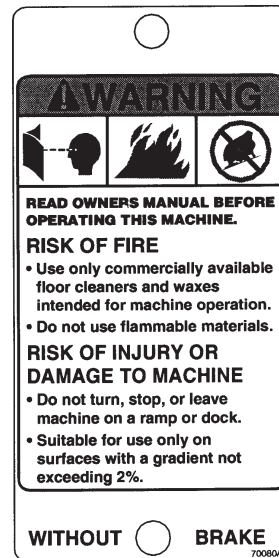 WARNING
READ OWNERS MANUAL BEFORE
OPERATING THIS MACHINE.
RISK OF FIRE
• Use only commercially available
floor cleaners and waxes
intended for machine operation.
• Do not use flammable materials.
RISK OF INJURY OR
DAMAGE TO MACHINE
• Do not turn, stop, or leave
machine on a ramp or dock.
• Suitable for use only on
surfaces with a gradient not
exceeding 2%.
WITHOUT BRAKE